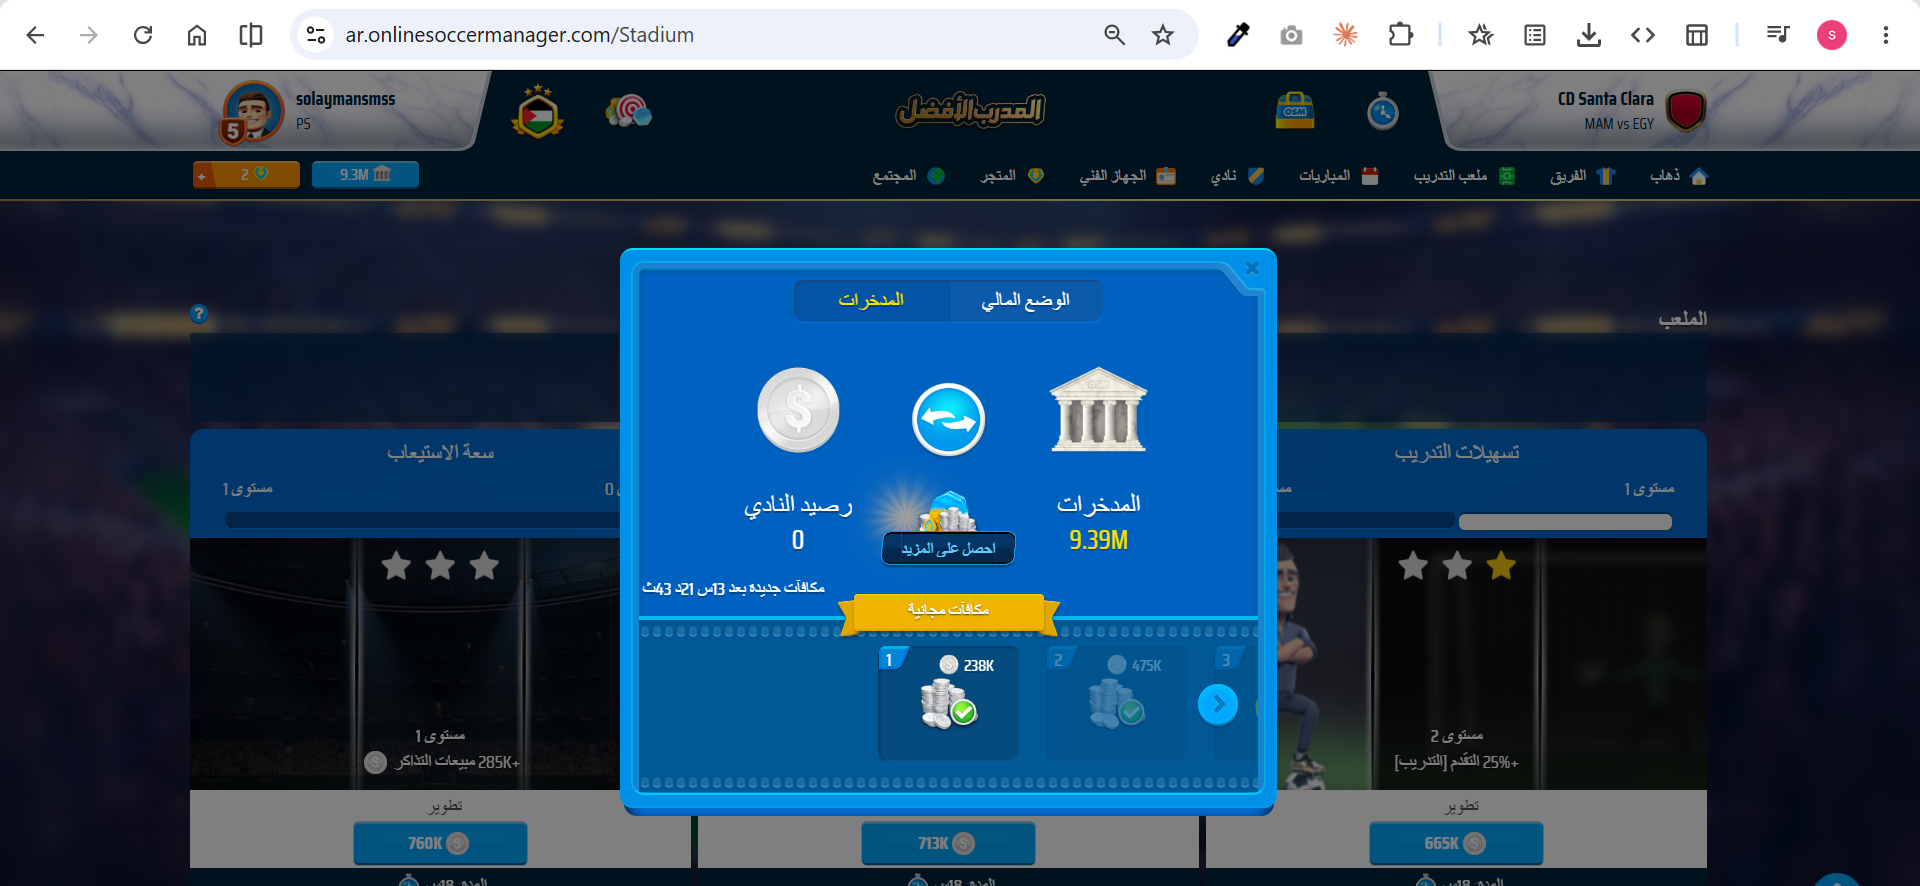 ar.onlinesoccermanager.com/Stadium
S
solaymansmss
PS
5
المدرب الأفضل
OSM
CD Santa Clara
MAM vs EGY
+ 2
9.3M
ذهاب
الفريق
ملعب التدريب
المباريات
نادي
الجهاز الفني
المتجر
المجتمع
الملعب
?
الوضع المالي
المدخرات
OSM
$
المدخرات
9.39M
احصل على المزيد
رصيد النادي
0
مكافآت جديدة بعد 13س 21د 43ث
مكافآت مجانية
1
238K
2
475K
3
تسهيلات التدريب
مستوى 1
مستوى 2
+25% التقدم [التدريب]
تطوير
665K
713K
سعة الاستيعاب
0
مستوى 1
مستوى 1
+285K مبيعات التذاكر
تطوير
760K